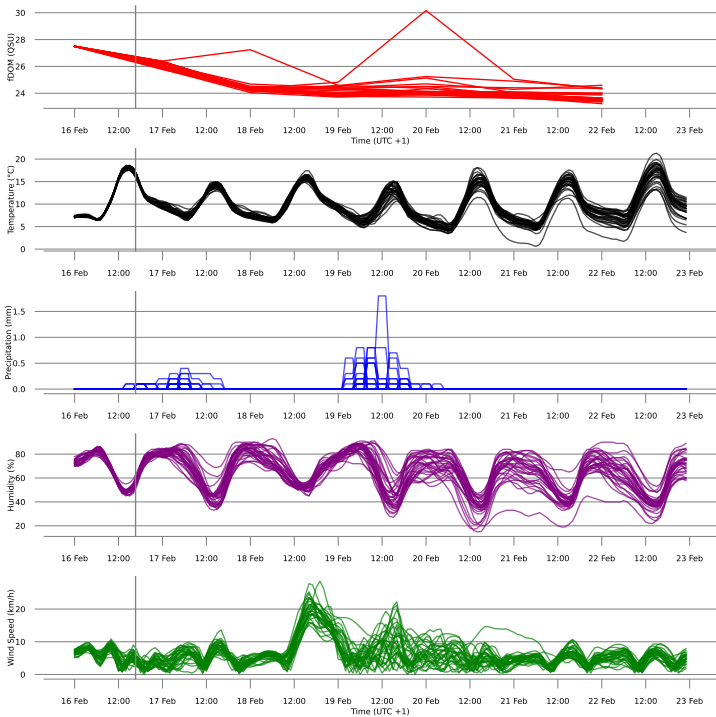 fDOM (QSU)
30
28
26
24
16 Feb 12:00 17 Feb 12:00 18 Feb 12:00 19 Feb 12:00 20 Feb 12:00 21 Feb 12:00 22 Feb 12:00 23 Feb
Time (UTC +1)
Temperature (°C)
20
15
10
5
0
16 Feb 12:00 17 Feb 12:00 18 Feb 12:00 19 Feb 12:00 20 Feb 12:00 21 Feb 12:00 22 Feb 12:00 23 Feb
Precipitation (mm)
1.5
1.0
0.5
0.0
16 Feb 12:00 17 Feb 12:00 18 Feb 12:00 19 Feb 12:00 20 Feb 12:00 21 Feb 12:00 22 Feb 12:00 23 Feb
Humidity (%)
80
60
40
20
16 Feb 12:00 17 Feb 12:00 18 Feb 12:00 19 Feb 12:00 20 Feb 12:00 21 Feb 12:00 22 Feb 12:00 23 Feb
Wind Speed (km/h)
20
10
0
16 Feb 12:00 17 Feb 12:00 18 Feb 12:00 19 Feb 12:00 20 Feb 12:00 21 Feb 12:00 22 Feb 12:00 23 Feb
Time (UTC +1)